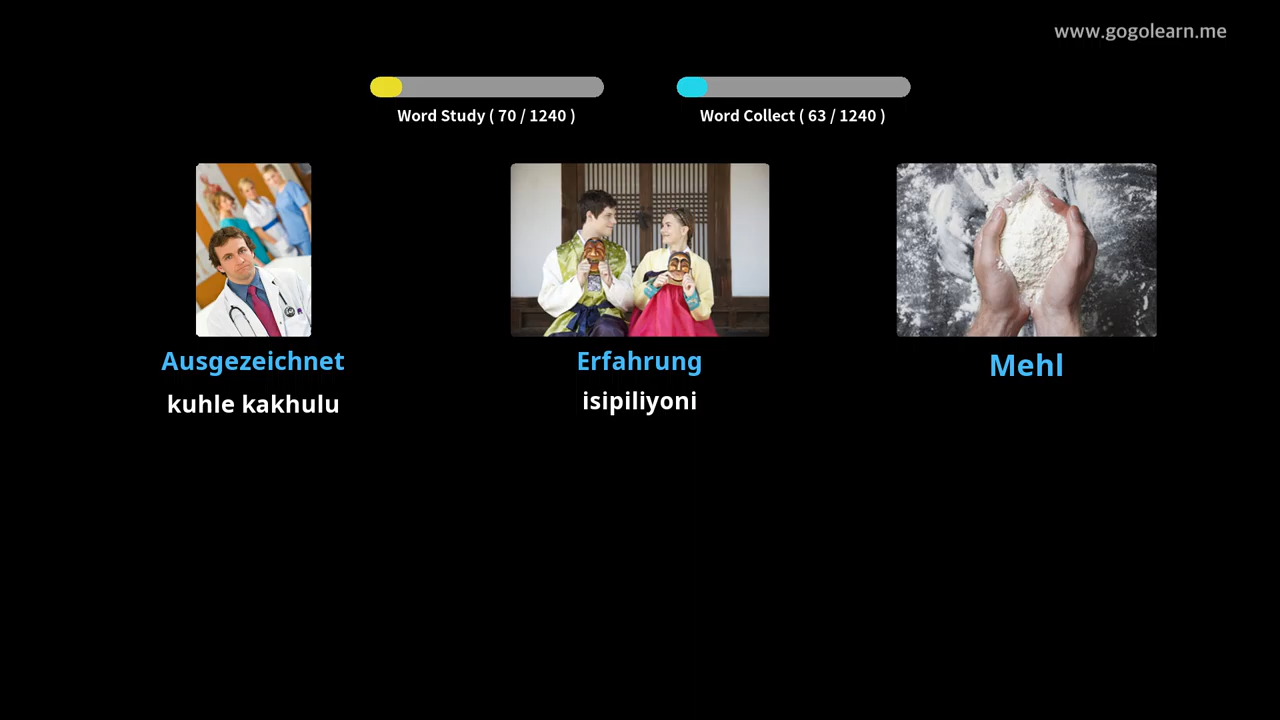 www.gogolearn.me
Word Study ( 70 / 1240 )
Word Collect ( 63 / 1240 )
Ausgezeichnet
kuhle kakhulu
Erfahrung
isipiliyoni
Mehl